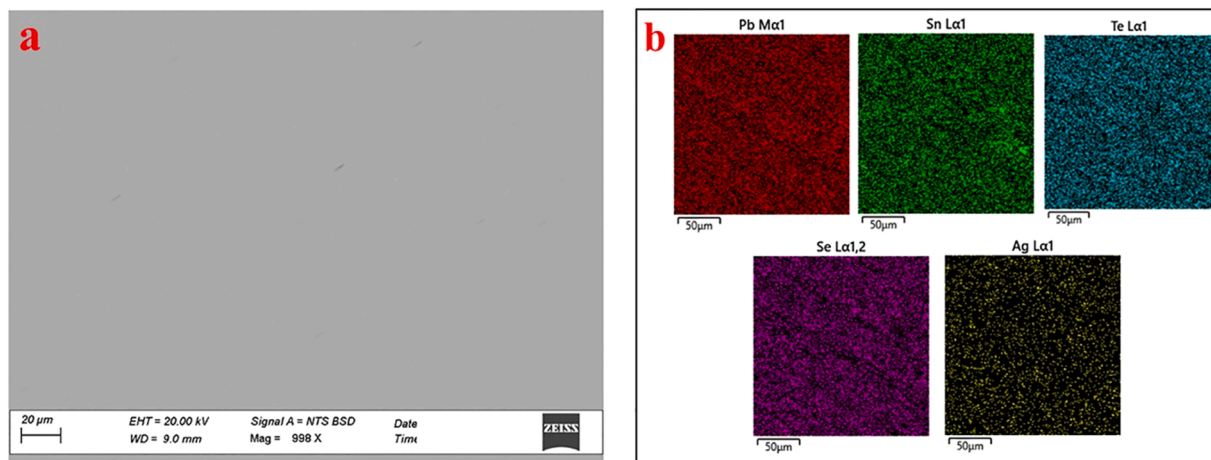 a
20 µm
EHT = 20.00 kV
WD = 9.0 mm
Signal A = NTS BSD
Mag = 998 X
Date
Time
ZEISS
b
Pb Mα1
Sn Lα1
Te Lα1
50µm
50µm
50µm
Se Lα1,2
Ag Lα1
50µm
50µm